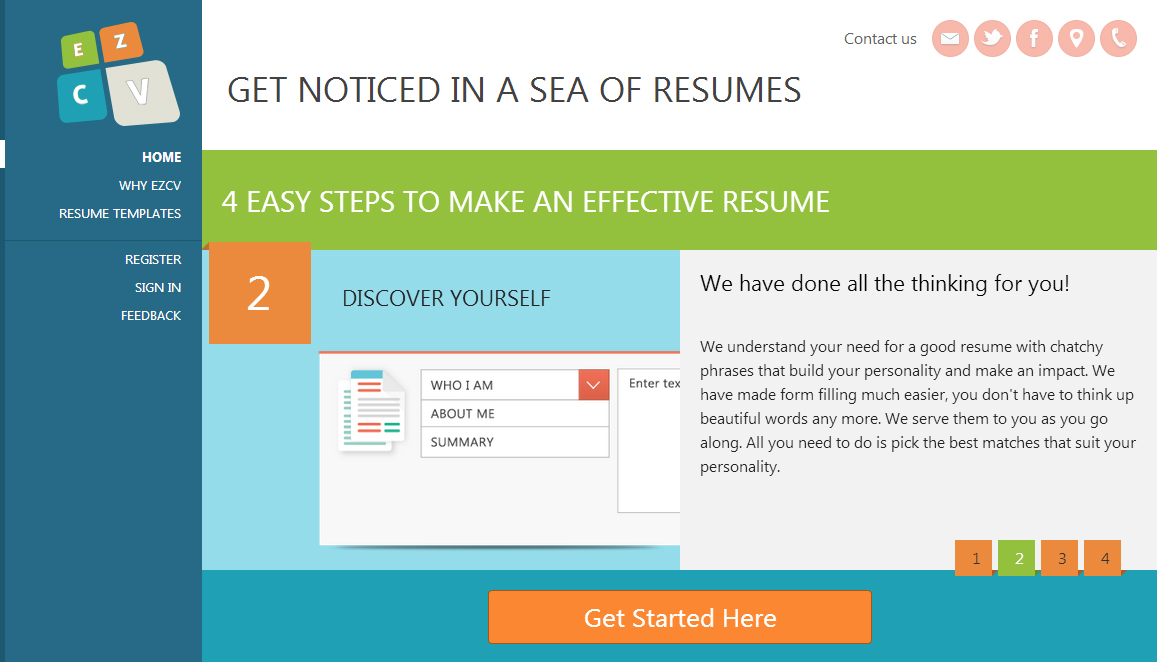 E Z
C V
HOME
WHY EZCV
RESUME TEMPLATES
REGISTER
SIGN IN
FEEDBACK
Contact us
GET NOTICED IN A SEA OF RESUMES
4 EASY STEPS TO MAKE AN EFFECTIVE RESUME
2
DISCOVER YOURSELF
WHO I AM
ABOUT ME
SUMMARY
Enter tex
We have done all the thinking for you!
We understand your need for a good resume with chatchy
phrases that build your personality and make an impact. We
have made form filling much easier, you don't have to think up
beautiful words any more. We serve them to you as you go
along. All you need to do is pick the best matches that suit your
personality.
1 2 3 4
Get Started Here